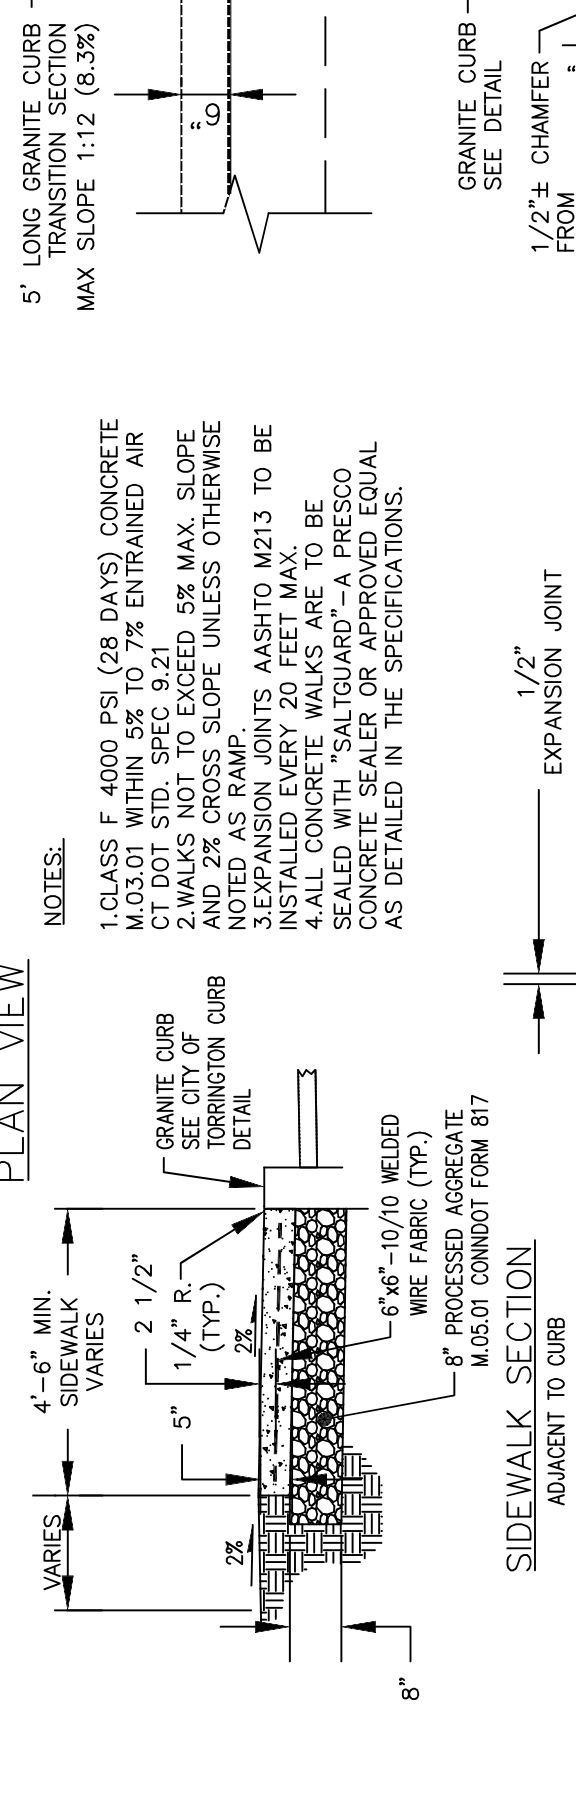 PLAN VIEW
5' LONG GRANITE CURB
TRANSITION SECTION
MAX SLOPE 1:12 (8.3%)
6"
GRANITE CURB
SEE DETAIL
1/2"± CHAMFER
FROM
NOTES:
1.CLASS F 4000 PSI (28 DAYS) CONCRETE
M.03.01 WITHIN 5% TO 7% ENTRAINED AIR
CT DOT STD. SPEC 9.21
2.WALKS NOT TO EXCEED 5% MAX. SLOPE
AND 2% CROSS SLOPE UNLESS OTHERWISE
NOTED AS RAMP.
3.EXPANSION JOINTS AASHTO M213 TO BE
INSTALLED EVERY 20 FEET MAX.
4.ALL CONCRETE WALKS ARE TO BE
SEALED WITH "SALTGUARD"-A PRESCO
CONCRETE SEALER OR APPROVED EQUAL
AS DETAILED IN THE SPECIFICATIONS.
1/2"
EXPANSION JOINT
VARIES
4'-6" MIN.
SIDEWALK
VARIES
5"
2 1/2"
1/4" R.
(TYP.)
2%
2%
GRANITE CURB
SEE CITY OF
TORRINGTON CURB
DETAIL
6"x6"-10/10 WELDED
WIRE FABRIC (TYP.)
8" PROCESSED AGGREGATE
M.05.01 CONNDOT FORM 817
8"
SIDEWALK SECTION
ADJACENT TO CURB